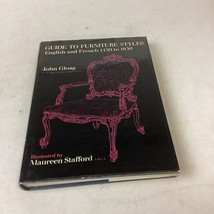 GUIDE TO FURNITURE STYLES
English and French 1450 to 1850
John Gloag
Illustrated by
Maureen Stafford